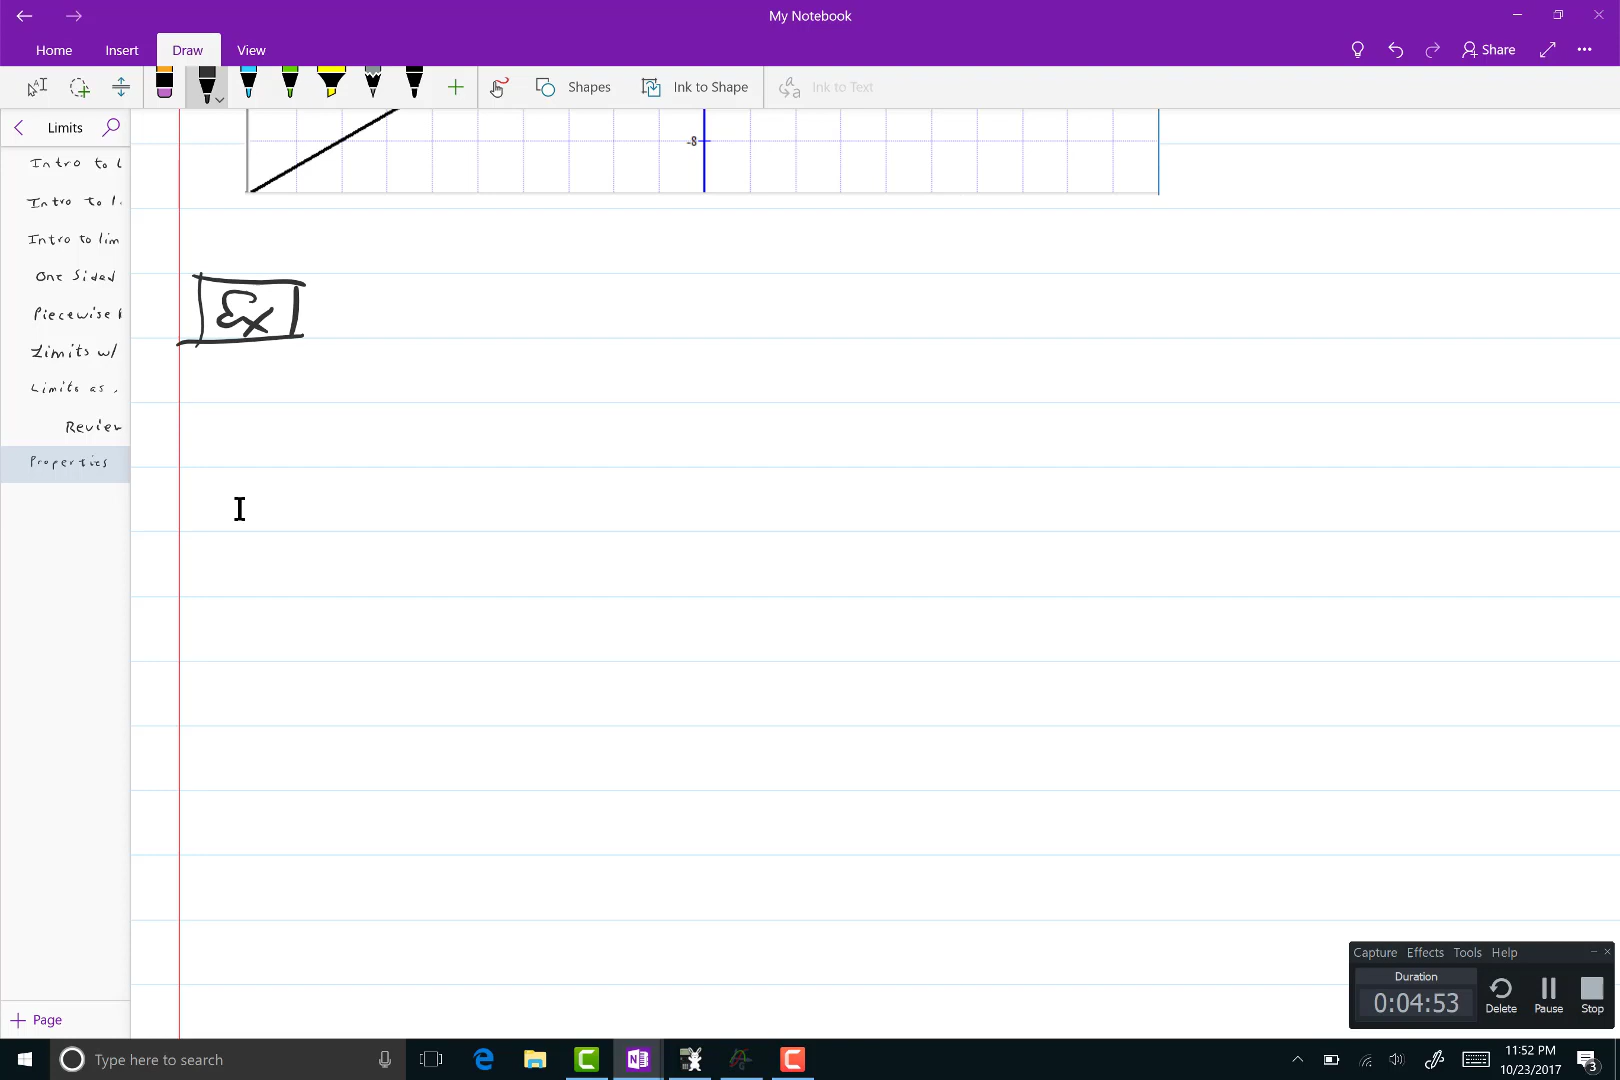 My Notebook
Home Insert Draw View Share
Shapes Ink to Shape Ink to Text
Limits
Intro to
Intro to
Intro to lim
One Sided
Piecewise
Limits w/
Limits as
Review
Properties
-8
Ex
Page
Capture Effects Tools Help
Duration
0:04:53
Delete Pause Stop
Type here to search
11:52 PM
10/23/2017
3